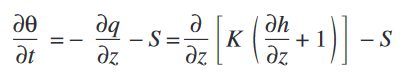 ∂θ/∂t = − ∂q/∂z − S = ∂/∂z [K (∂h/∂z + 1)] − S